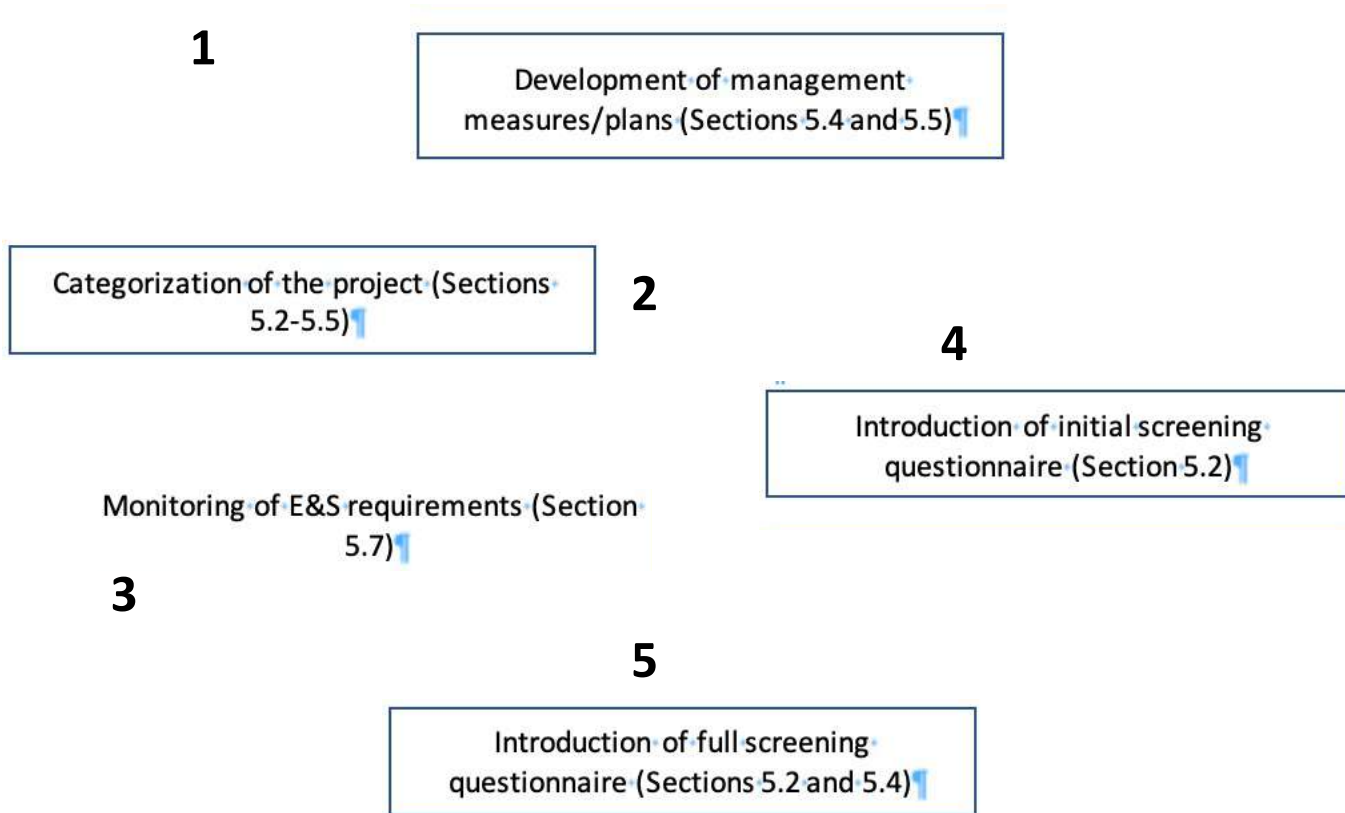 1
Development of management
measures/plans (Sections 5.4 and 5.5)¶
Categorization of the project (Sections
5.2-5.5)¶
2
4
Introduction of initial screening
questionnaire (Section 5.2)¶
Monitoring of E&S requirements (Section
5.7)¶
3
5
Introduction of full screening
questionnaire (Sections 5.2 and 5.4)¶